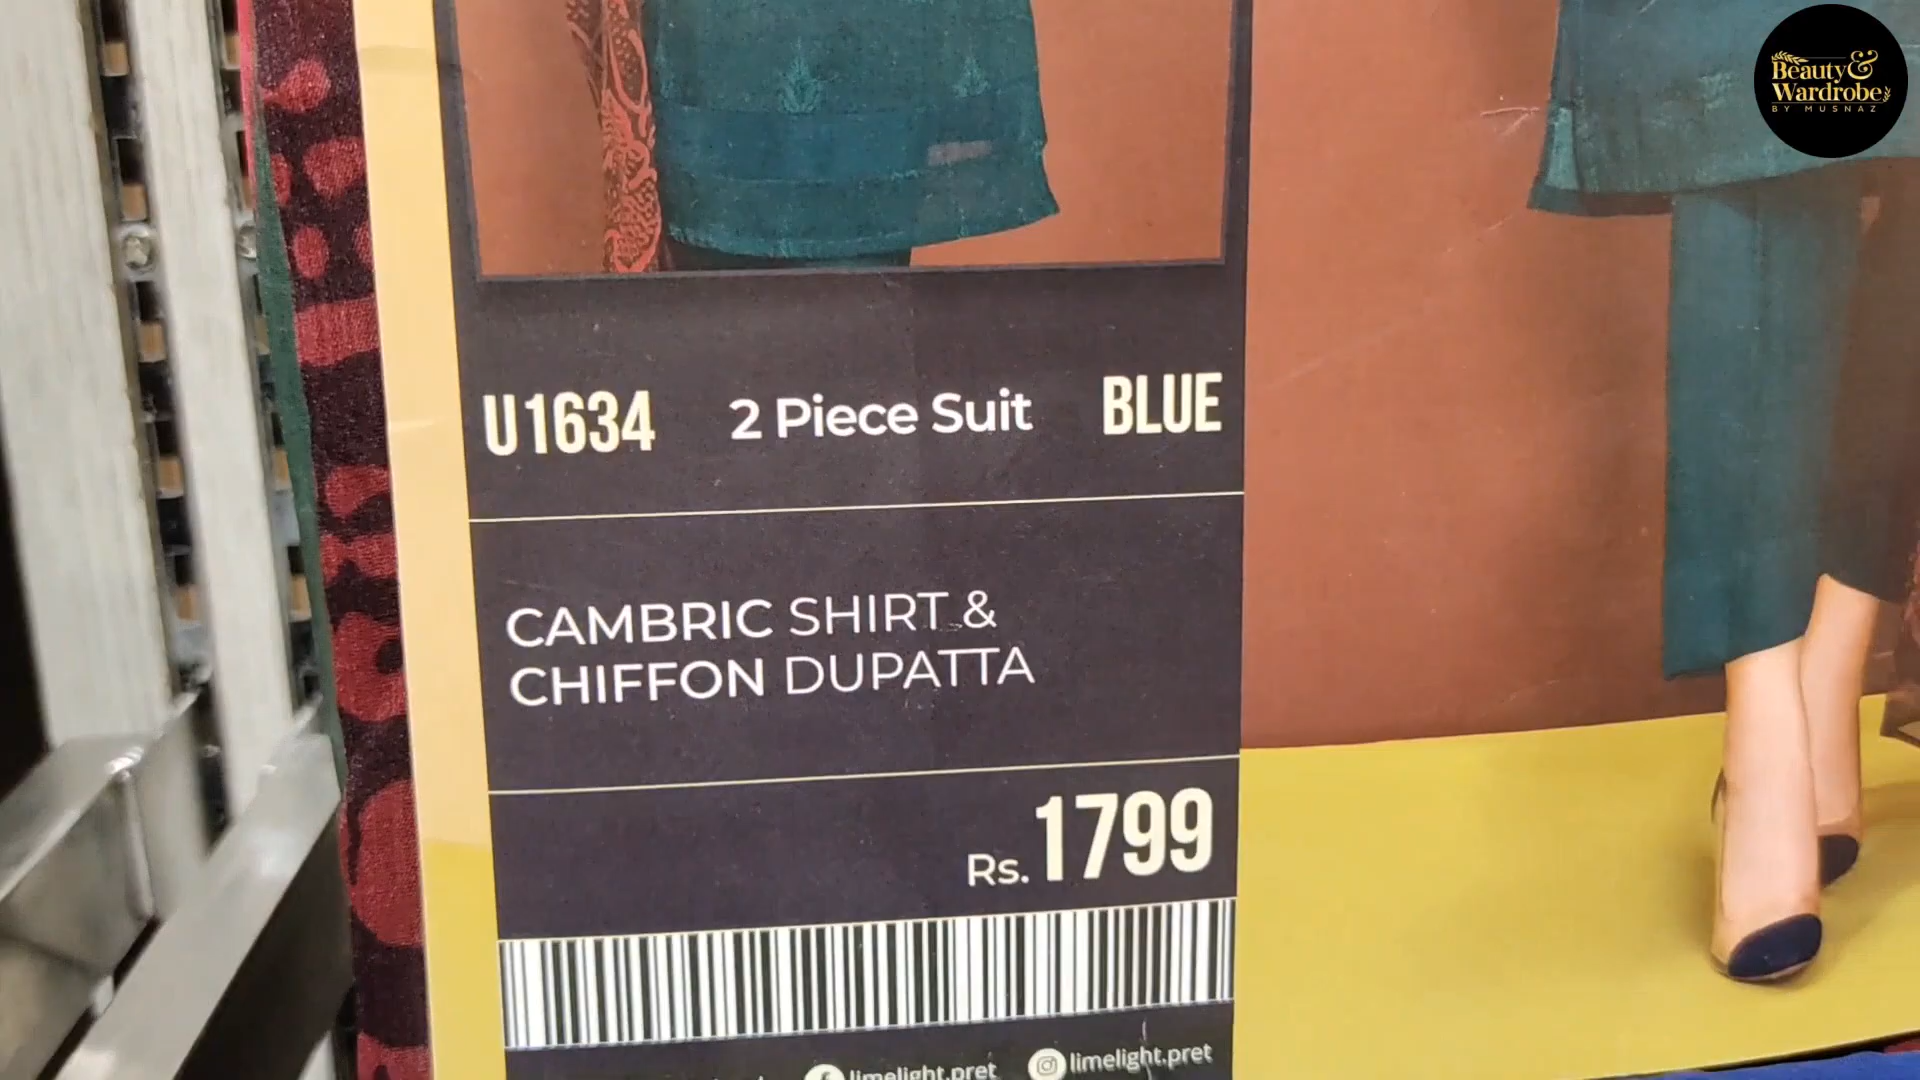 Beauty &
Wardrobe
BY MUSNAZ
U1634 2 Piece Suit BLUE
CAMBRIC SHIRT &
CHIFFON DUPATTA
Rs. 1799
limelight.pret limelight.pret